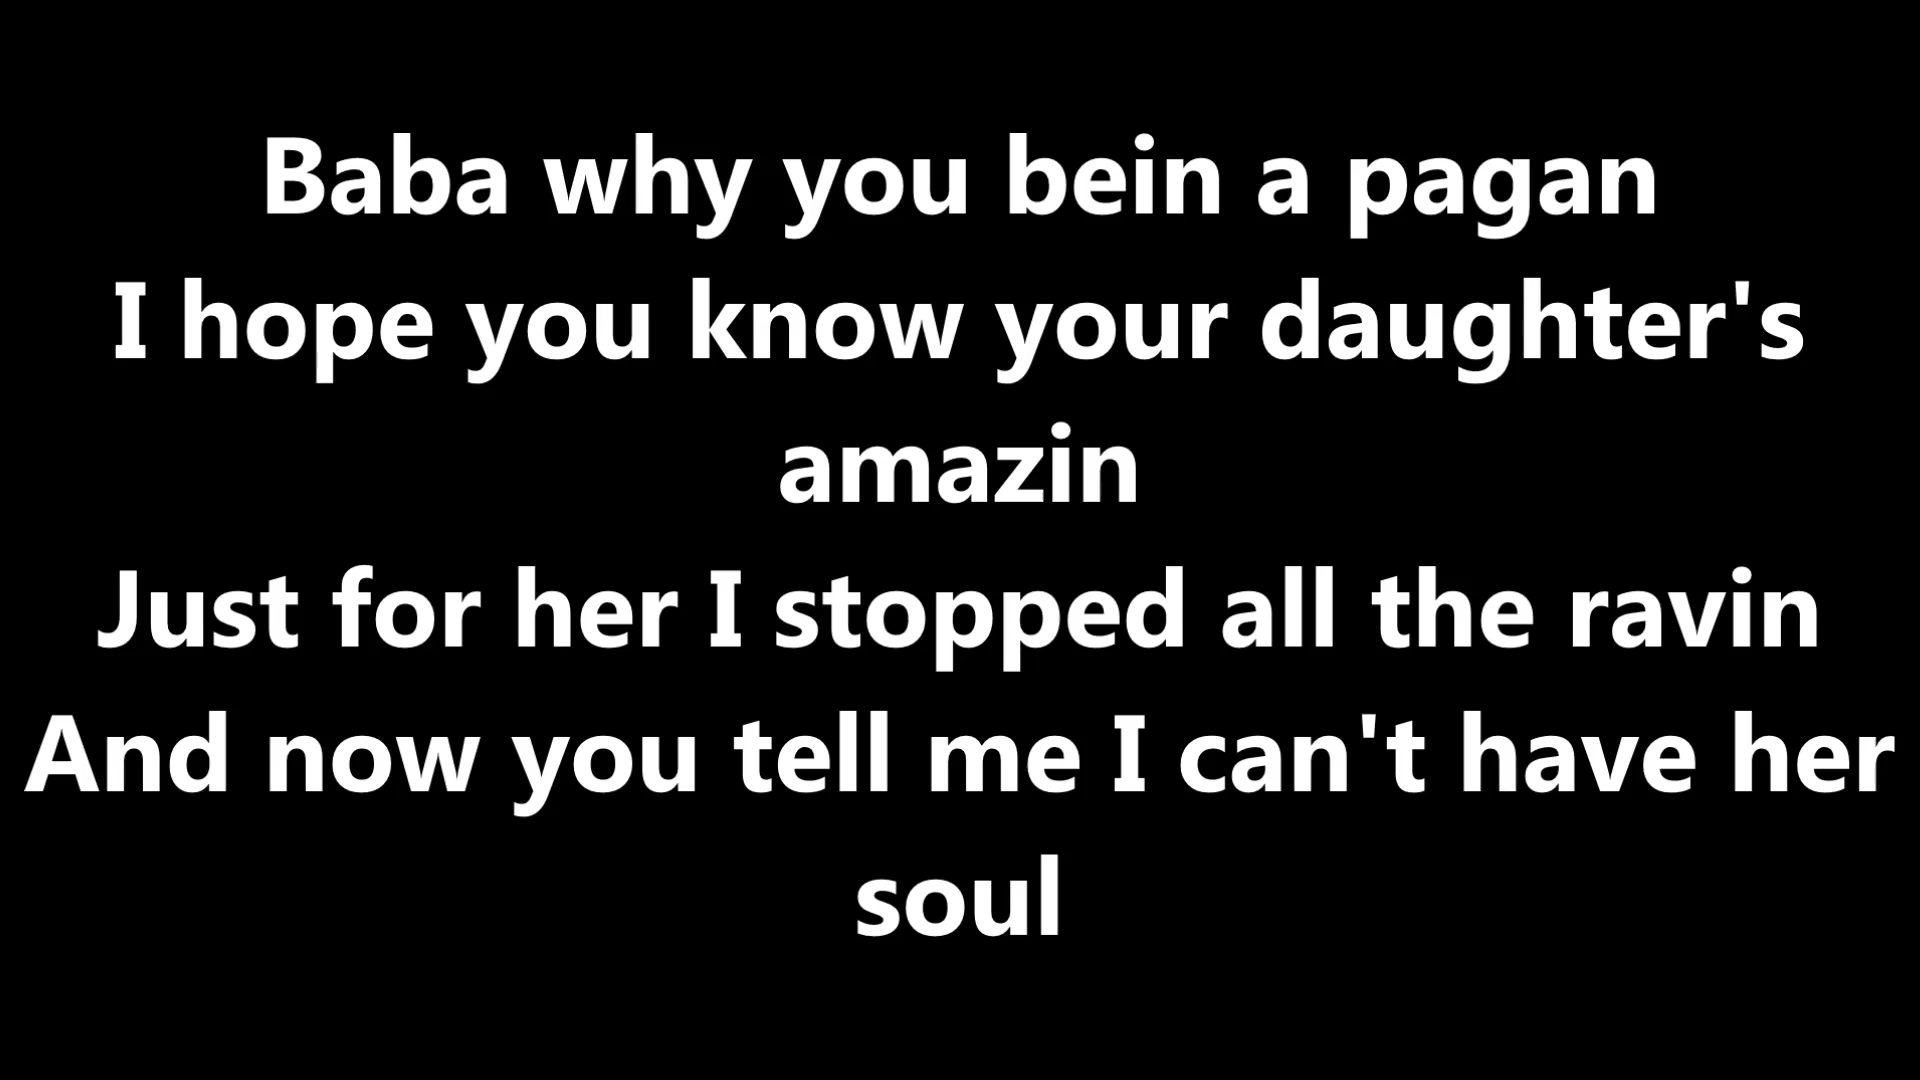 Baba why you bein a pagan
I hope you know your daughter's
amazin
Just for her I stopped all the ravin
And now you tell me I can't have her
soul